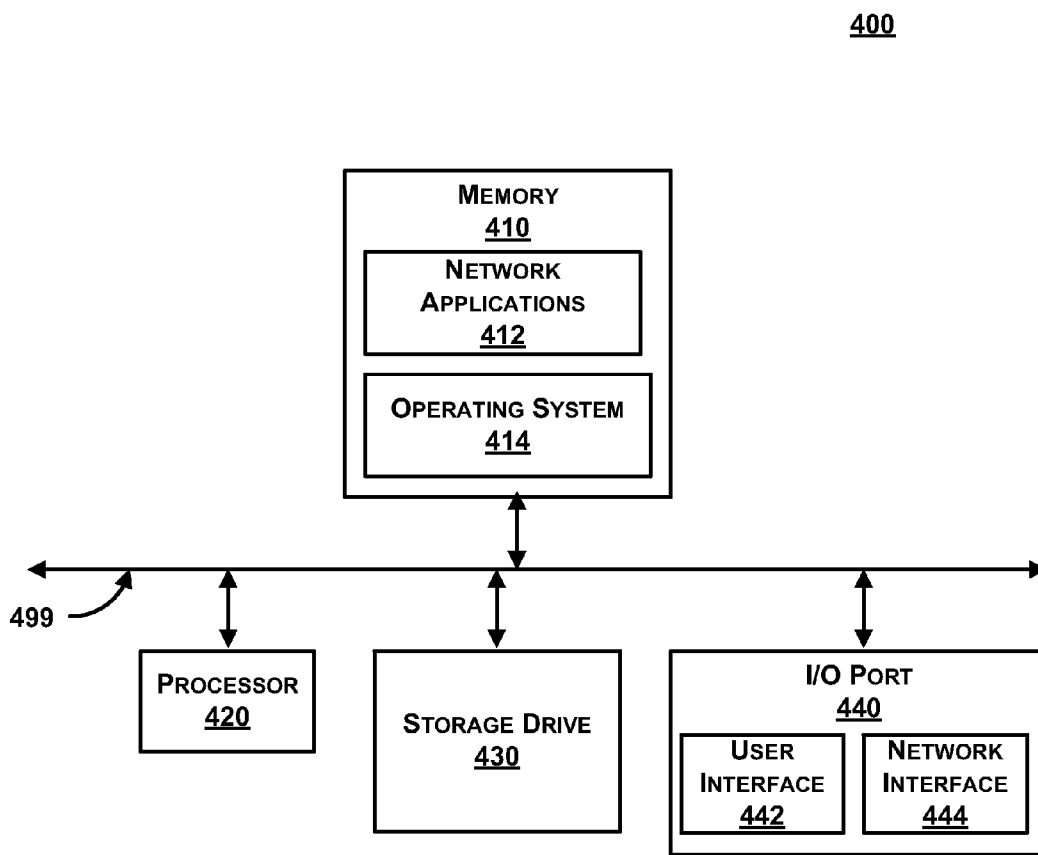 400
MEMORY
410
NETWORK
APPLICATIONS
412
OPERATING SYSTEM
414
499
PROCESSOR
420
STORAGE DRIVE
430
I/O PORT
440
USER
INTERFACE
442
NETWORK
INTERFACE
444